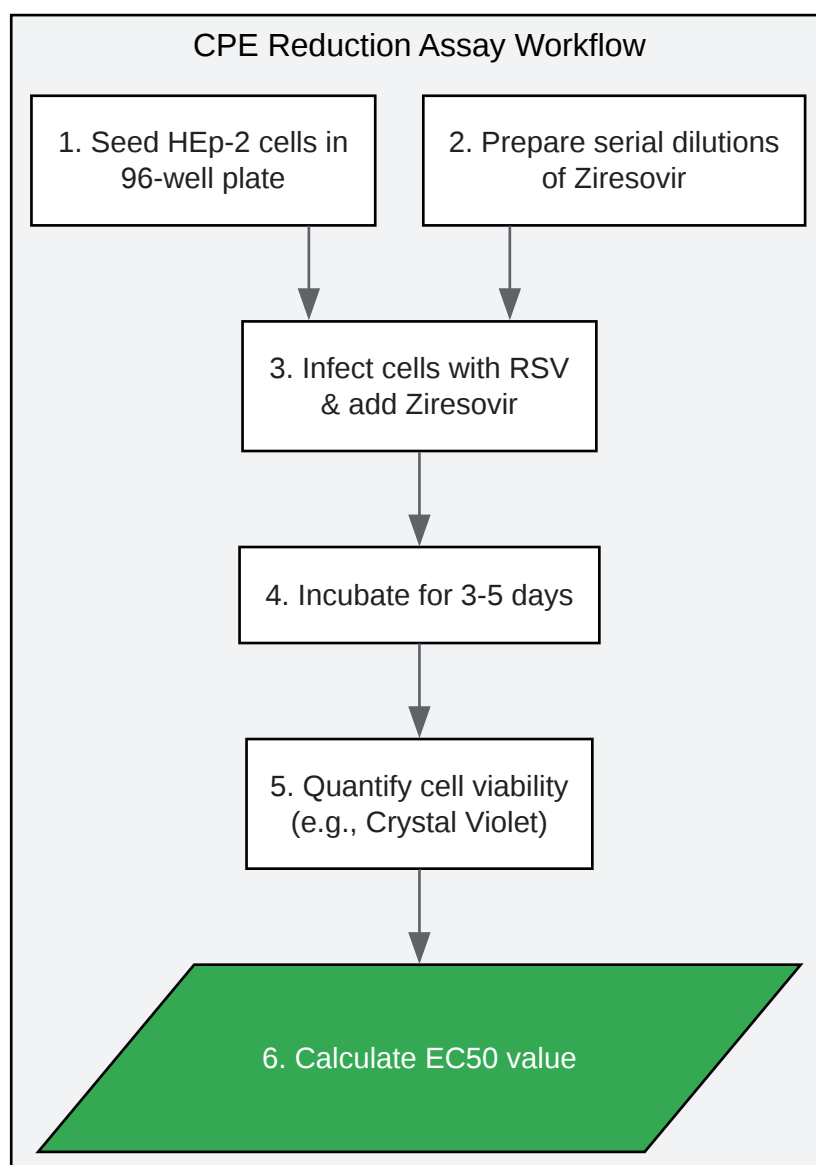 CPE Reduction Assay Workflow
1. Seed HEp-2 cells in
96-well plate
2. Prepare serial dilutions
of Ziresovir
3. Infect cells with RSV
& add Ziresovir
4. Incubate for 3-5 days
5. Quantify cell viability
(e.g., Crystal Violet)
6. Calculate EC50 value